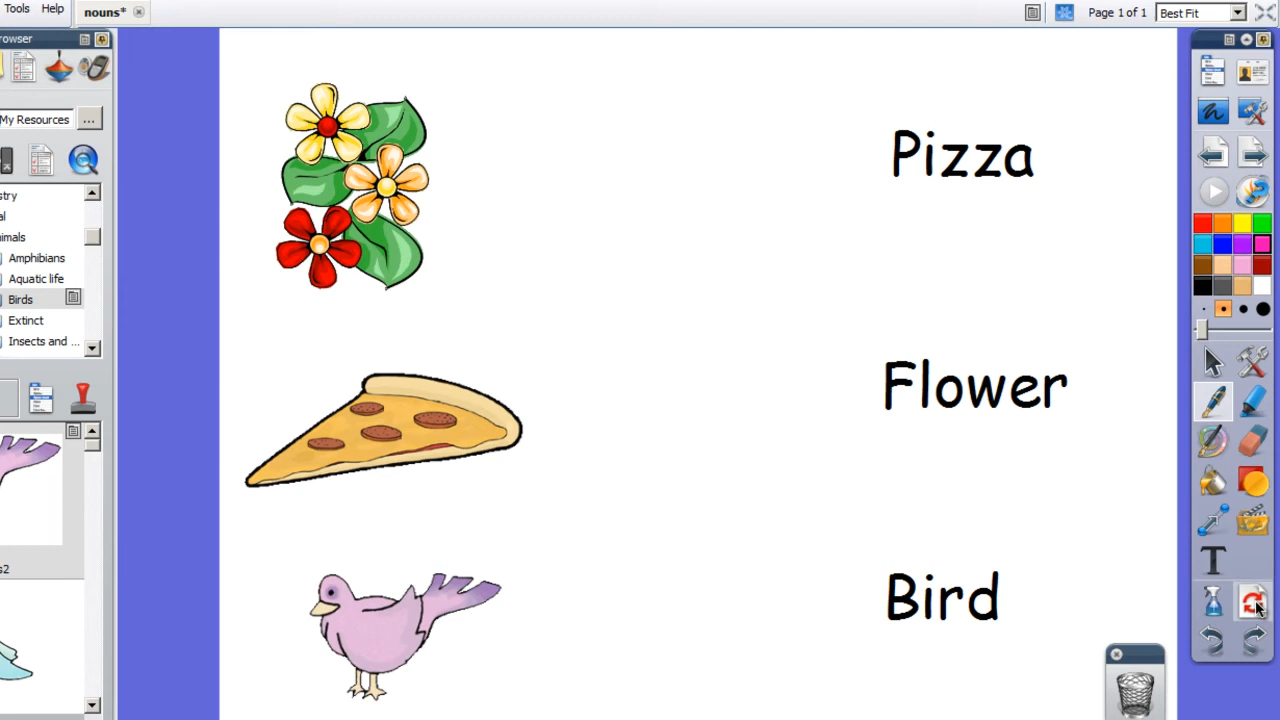 Tools Help
nouns*
Page 1 of 1
Best Fit
rowser
My Resources
...
stry
al
nimals
Amphibians
Aquatic life
Birds
Extinct
Insects and ...
s2
Pizza
Flower
Bird
T